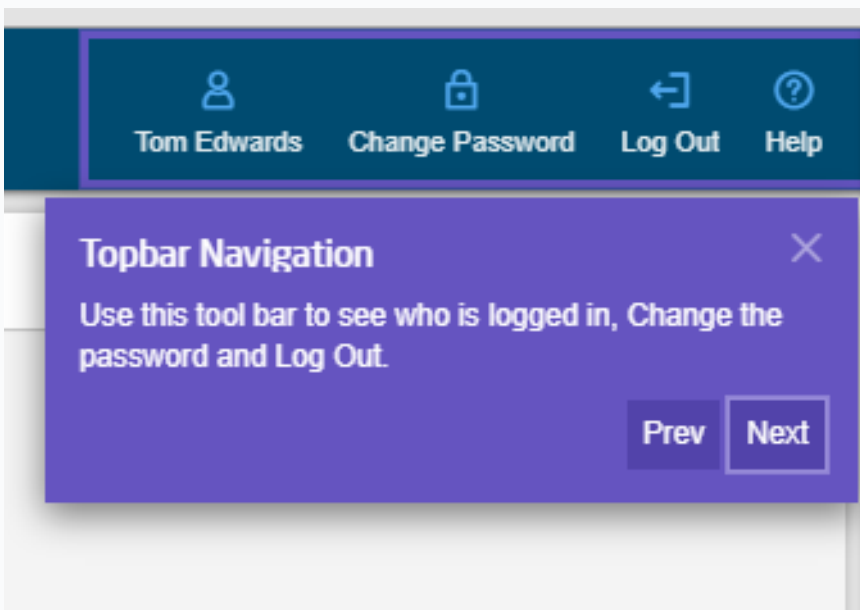 Tom Edwards Change Password Log Out Help
Topbar Navigation
Use this tool bar to see who is logged in, Change the
password and Log Out.
Prev Next